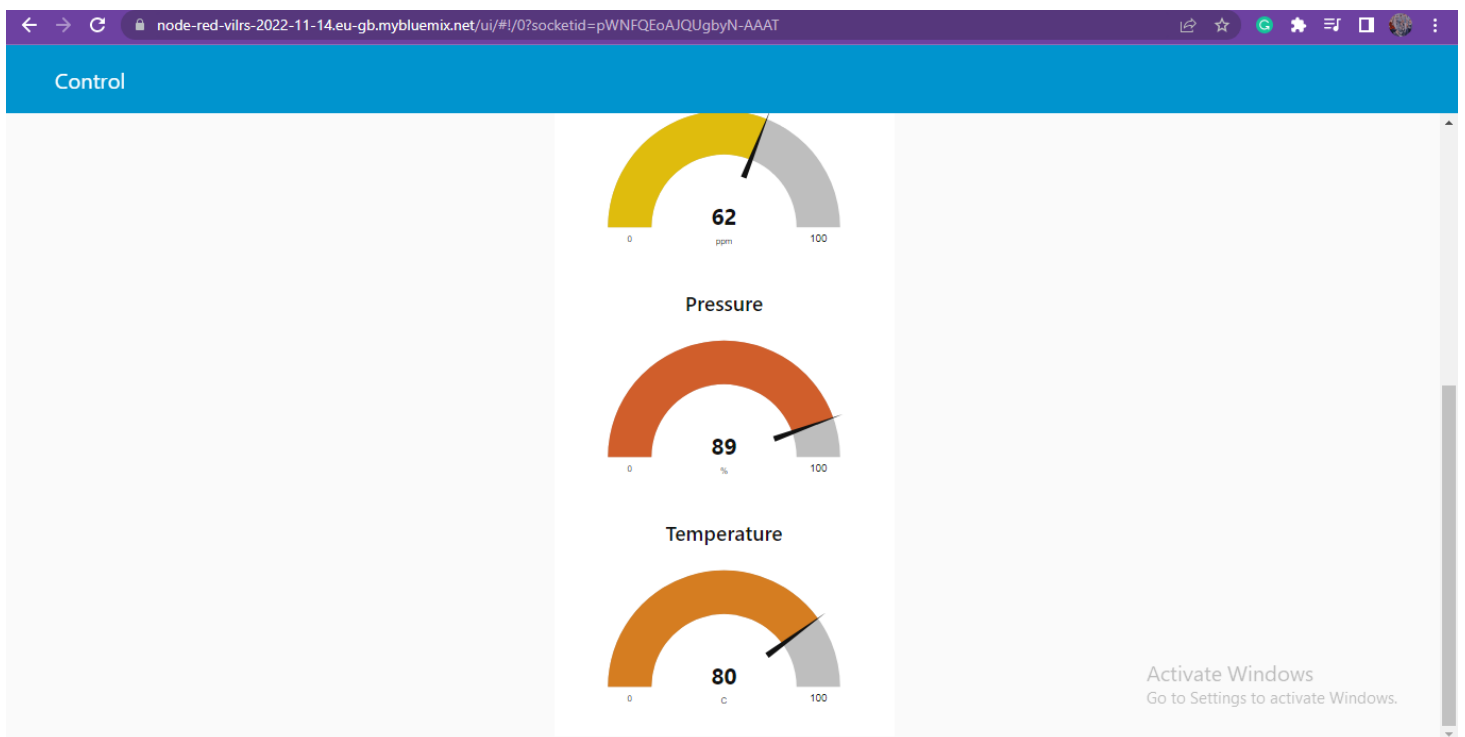 node-red-vilrs-2022-11-14.eu-gb.mybluemix.net/ui/#!/0?socketid=pWNFQEoAJQUgbyN-AAAT
Control
62
0 ppm 100
Pressure
89
0 % 100
Temperature
80
0 C 100
Activate Windows
Go to Settings to activate Windows.